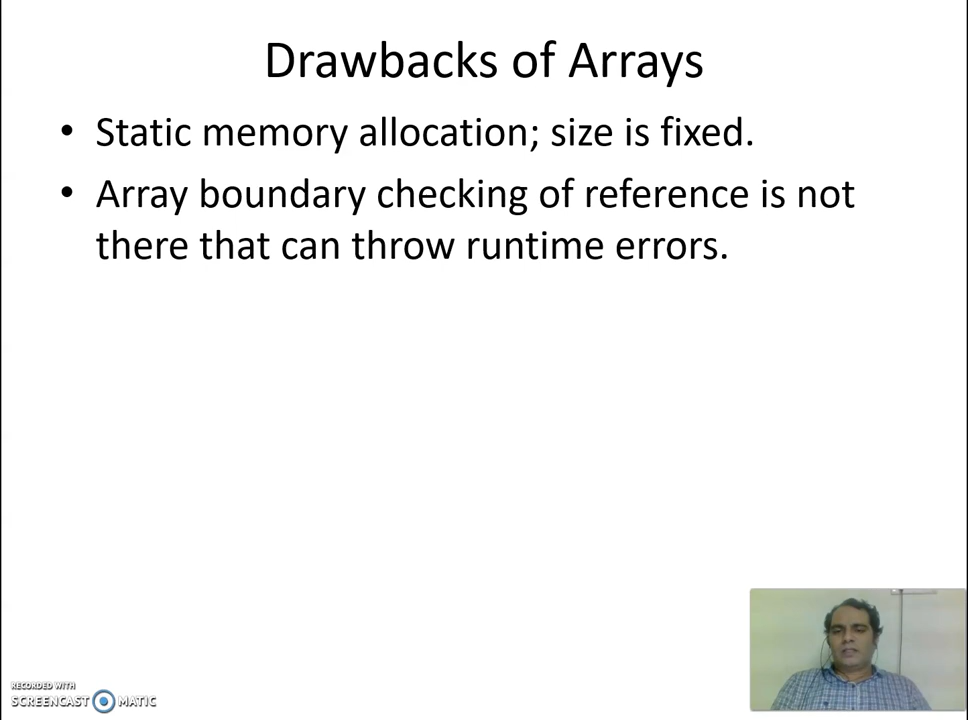 Drawbacks of Arrays
• Static memory allocation; size is fixed.
• Array boundary checking of reference is not
there that can throw runtime errors.
RECORDED WITH
SCREENCAST MATIC